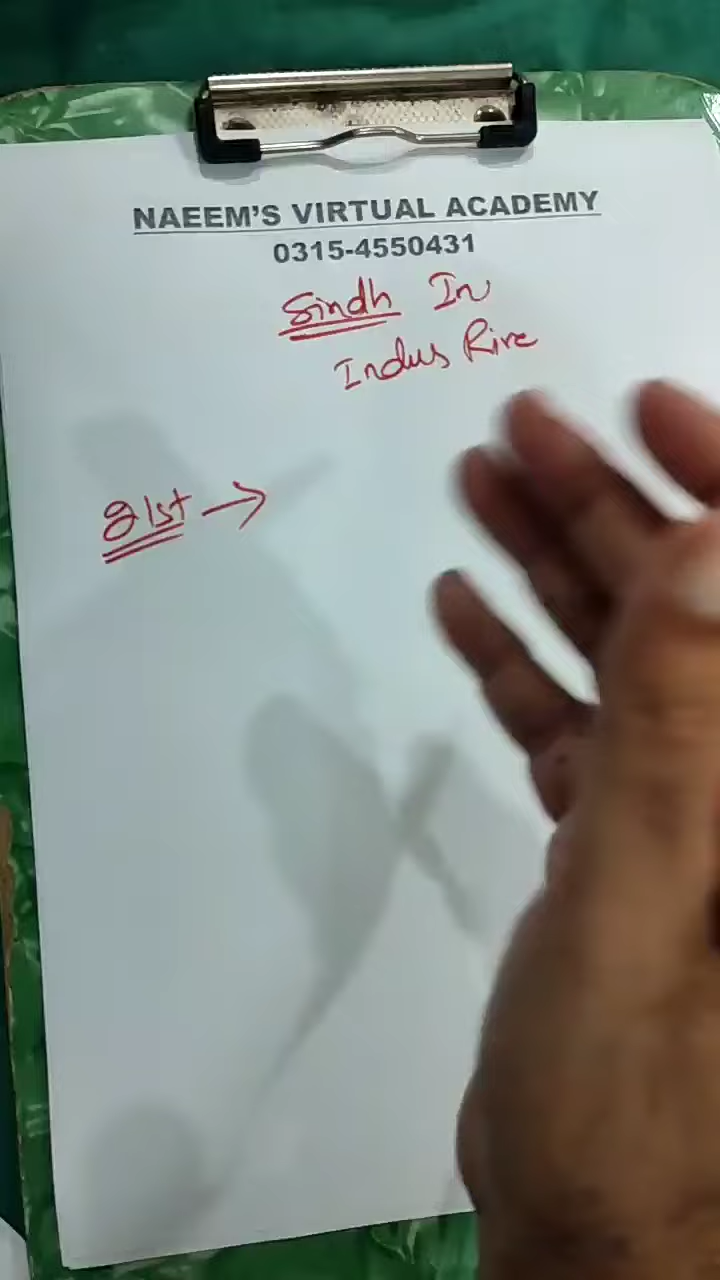 NAEEM'S VIRTUAL ACADEMY
0315-4550431
Sindh In
Indus Rive
21st →